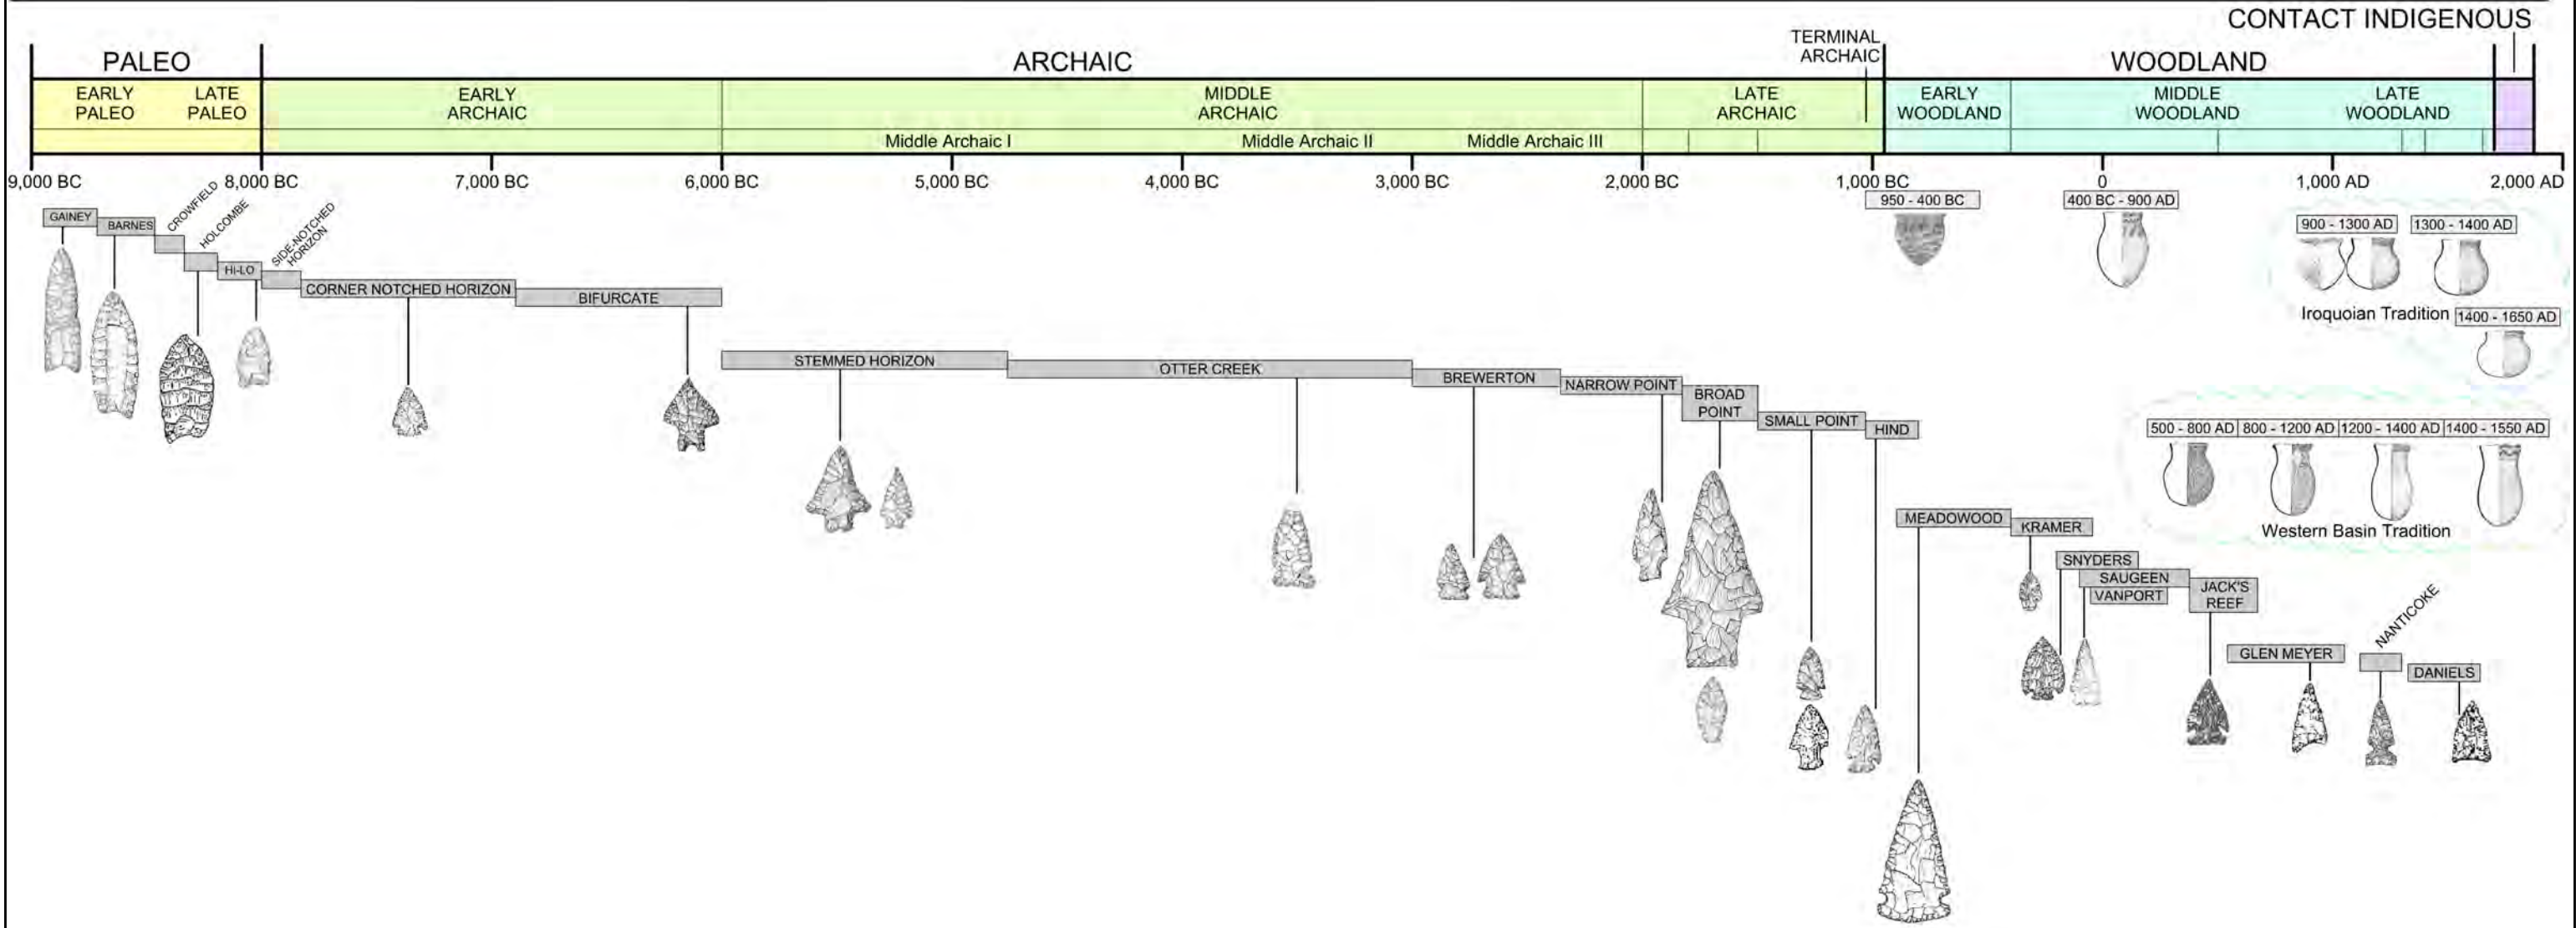 CONTACT INDIGENOUS
PALEO
ARCHAIC
TERMINAL
ARCHAIC
WOODLAND
EARLY
PALEO
LATE
PALEO
EARLY
ARCHAIC
MIDDLE
ARCHAIC
LATE
ARCHAIC
EARLY
WOODLAND
MIDDLE
WOODLAND
LATE
WOODLAND
Middle Archaic I
Middle Archaic II
Middle Archaic III
9,000 BC
8,000 BC
7,000 BC
6,000 BC
5,000 BC
4,000 BC
3,000 BC
2,000 BC
1,000 BC
0
1,000 AD
2,000 AD
GAINEY
BARNES
CROWFIELD
HOLCOMBE
HI-LO
SIDE-NOTCHED
HORIZON
CORNER NOTCHED HORIZON
BIFURCATE
STEMMED HORIZON
OTTER CREEK
BREWERTON
NARROW POINT
BROAD
POINT
SMALL POINT
HIND
950 - 400 BC
400 BC - 900 AD
900 - 1300 AD
1300 - 1400 AD
Iroquoian Tradition
1400 - 1650 AD
500 - 800 AD
800 - 1200 AD
1200 - 1400 AD
1400 - 1550 AD
Western Basin Tradition
MEADOWOOD
KRAMER
SNYDERS
SAUGEEN
VANPORT
JACK'S
REEF
GLEN MEYER
NANTICOKE
DANIELS